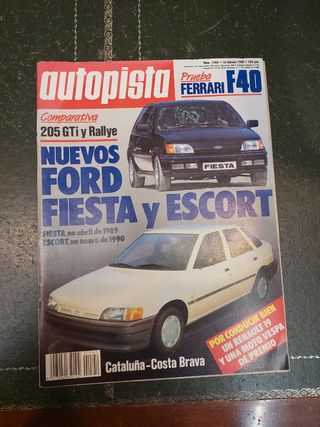 autopista
Prueba
FERRARI F40
Comparativa
205 GTi y Rallye
NUEVOS
FORD
FIESTA y ESCORT
FIESTA
FIESTA, en abril de 1989
ESCORT, en enero de 1990
POR CONDUCIR BIEN
UN RENAULT 19
Y UNA MOTO VESPA
DE PREMIO
Cataluña-Costa Brava